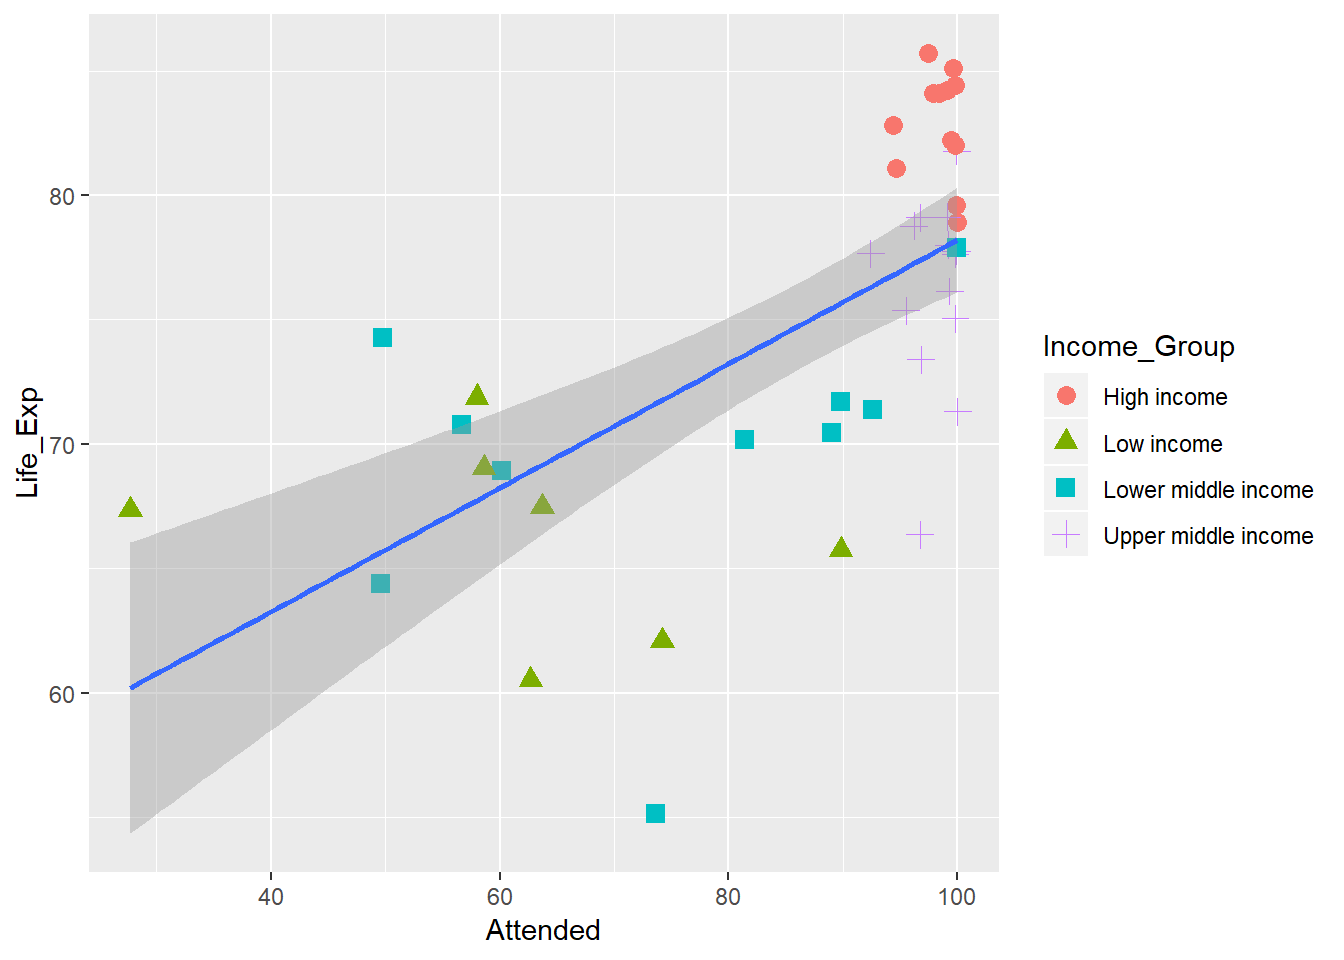 80
70
60
Life_Exp
40 60 80 100
Attended
Income_Group
High income
Low income
Lower middle income
Upper middle income